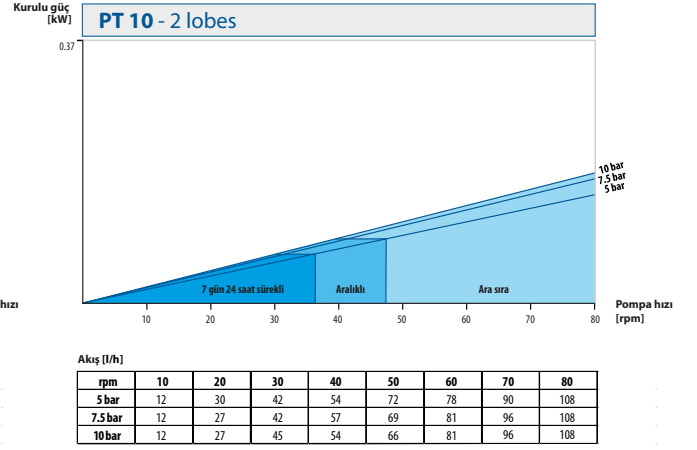 Kurulu güç
[kW]
PT 10 - 2 lobes
0.37
10 bar
7.5 bar
5 bar
7 gün 24 saat sürekli Aralıklı Ara sıra
hızı
Pompa hızı
[rpm]
10 20 30 40 50 60 70 80
Akış [l/h]
rpm 10 20 30 40 50 60 70 80
5 bar 12 30 42 54 72 78 90 108
7.5 bar 12 27 42 57 69 81 96 108
10 bar 12 27 45 54 66 81 96 108